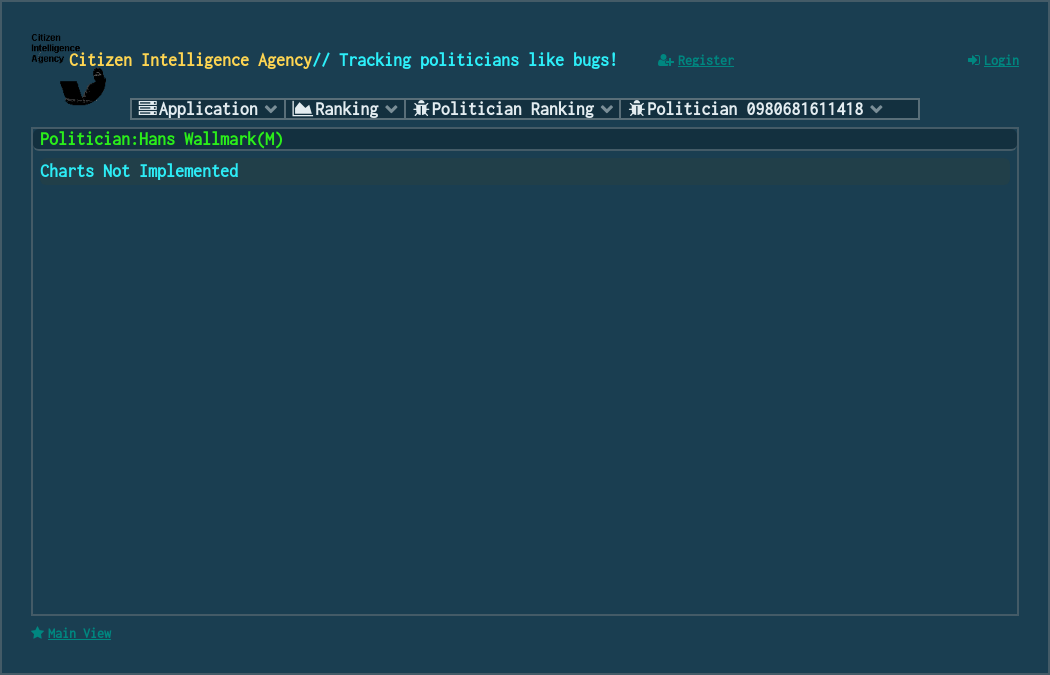 Citizen
Intelligence
Agency
Citizen Intelligence Agency// Tracking politicians like bugs!
Register
Login
Application
Ranking
Politician Ranking
Politician 0980681611418
Politician:Hans Wallmark(M)
Charts Not Implemented
Main View